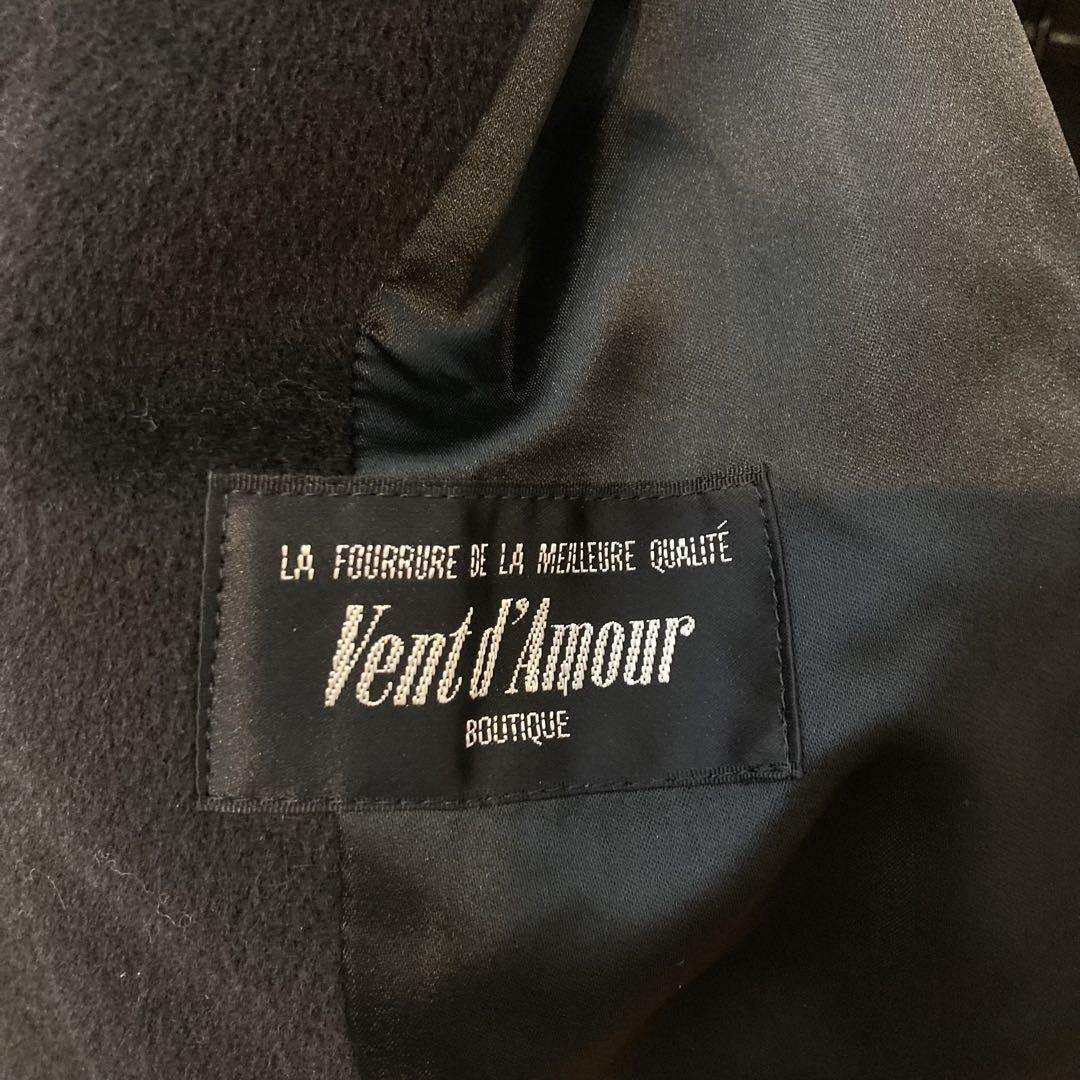 LA FOURRURE DE LA MEILLEURE QUALITÉ
Vent d'Amour
BOUTIQUE